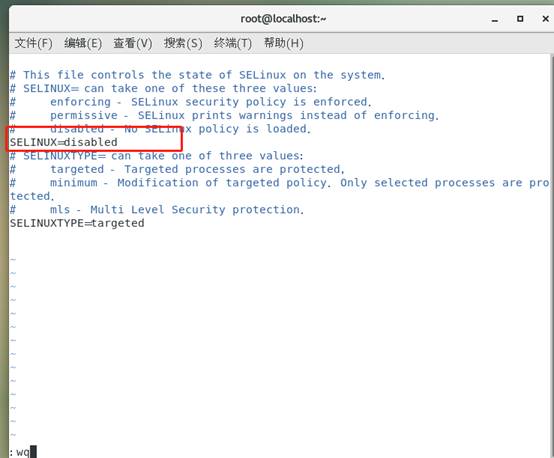 root@localhost:~
文件(F) 编辑(E) 查看(V) 搜索(S) 终端(T) 帮助(H)
# This file controls the state of SELinux on the system.
# SELINUX= can take one of these three values:
#     enforcing - SELinux security policy is enforced.
#     permissive - SELinux prints warnings instead of enforcing.
#     disabled - No SELinux policy is loaded.
SELINUX=disabled
# SELINUXTYPE= can take one of three values:
#     targeted - Targeted processes are protected,
#     minimum - Modification of targeted policy. Only selected processes are pro
tected.
#     mls - Multi Level Security protection.
SELINUXTYPE=targeted
~
~
~
~
~
~
~
~
~
~
~
~
~
~
:wq